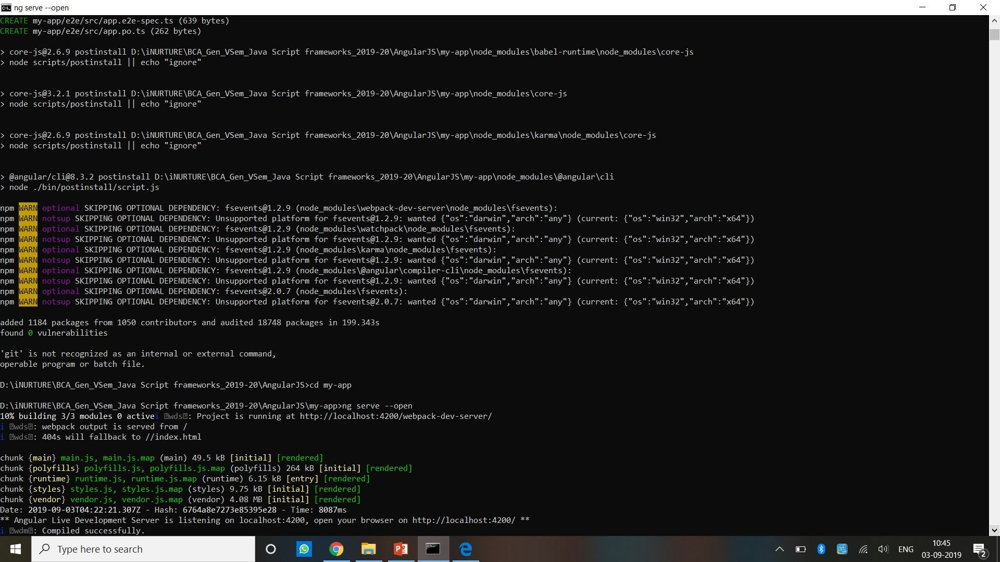 ng serve --open
CREATE my-app/e2e/src/app.e2e-spec.ts (639 bytes)
CREATE my-app/e2e/src/app.po.ts (262 bytes)
> core-js@2.6.9 postinstall D:\iNURTURE\BCA_Gen_VSem_Java Script frameworks_2019-20\AngularJS\my-app\node_modules\babel-runtime\node_modules\core-js
> node scripts/postinstall || echo "ignore"
> core-js@3.2.1 postinstall D:\iNURTURE\BCA_Gen_VSem_Java Script frameworks_2019-20\AngularJS\my-app\node_modules\core-js
> node scripts/postinstall || echo "ignore"
> core-js@2.6.9 postinstall D:\iNURTURE\BCA_Gen_VSem_Java Script frameworks_2019-20\AngularJS\my-app\node_modules\karma\node_modules\core-js
> node scripts/postinstall || echo "ignore"
> @angular/cli@8.3.2 postinstall D:\iNURTURE\BCA_Gen_VSem_Java Script frameworks_2019-20\AngularJS\my-app\node_modules\@angular\cli
> node ./bin/postinstall/script.js
npm WARN optional SKIPPING OPTIONAL DEPENDENCY: fsevents@1.2.9 (node_modules\webpack-dev-server\node_modules\fsevents):
npm WARN notsup SKIPPING OPTIONAL DEPENDENCY: Unsupported platform for fsevents@1.2.9: wanted {"os":"darwin","arch":"any"} (current: {"os":"win32","arch":"x64"})
npm WARN optional SKIPPING OPTIONAL DEPENDENCY: fsevents@1.2.9 (node_modules\watchpack\node_modules\fsevents):
npm WARN notsup SKIPPING OPTIONAL DEPENDENCY: Unsupported platform for fsevents@1.2.9: wanted {"os":"darwin","arch":"any"} (current: {"os":"win32","arch":"x64"})
npm WARN optional SKIPPING OPTIONAL DEPENDENCY: fsevents@1.2.9 (node_modules\karma\node_modules\fsevents):
npm WARN notsup SKIPPING OPTIONAL DEPENDENCY: Unsupported platform for fsevents@1.2.9: wanted {"os":"darwin","arch":"any"} (current: {"os":"win32","arch":"x64"})
npm WARN optional SKIPPING OPTIONAL DEPENDENCY: fsevents@1.2.9 (node_modules\@angular\compiler-cli\node_modules\fsevents):
npm WARN notsup SKIPPING OPTIONAL DEPENDENCY: Unsupported platform for fsevents@1.2.9: wanted {"os":"darwin","arch":"any"} (current: {"os":"win32","arch":"x64"})
npm WARN optional SKIPPING OPTIONAL DEPENDENCY: fsevents@2.0.7 (node_modules\fsevents):
npm WARN notsup SKIPPING OPTIONAL DEPENDENCY: Unsupported platform for fsevents@2.0.7: wanted {"os":"darwin","arch":"any"} (current: {"os":"win32","arch":"x64"})
added 1184 packages from 1050 contributors and audited 18748 packages in 199.343s
found 0 vulnerabilities
'git' is not recognized as an internal or external command,
operable program or batch file.
D:\iNURTURE\BCA_Gen_VSem_Java Script frameworks_2019-20\AngularJS>cd my-app
D:\iNURTURE\BCA_Gen_VSem_Java Script frameworks_2019-20\AngularJS\my-app>ng serve --open
10% building 3/3 modules 0 activei ⍰wds⍰: Project is running at http://localhost:4200/webpack-dev-server/
i ⍰wds⍰: webpack output is served from /
i ⍰wds⍰: 404s will fallback to //index.html
chunk {main} main.js, main.js.map (main) 49.5 kB [initial] [rendered]
chunk {polyfills} polyfills.js, polyfills.js.map (polyfills) 264 kB [initial] [rendered]
chunk {runtime} runtime.js, runtime.js.map (runtime) 6.15 kB [entry] [rendered]
chunk {styles} styles.js, styles.js.map (styles) 9.75 kB [initial] [rendered]
chunk {vendor} vendor.js, vendor.js.map (vendor) 4.08 MB [initial] [rendered]
Date: 2019-09-03T04:22:21.307Z - Hash: 6764a8e7273e85395e28 - Time: 8087ms
** Angular Live Development Server is listening on localhost:4200, open your browser on http://localhost:4200/ **
i ⍰wdm⍰: Compiled successfully.
Type here to search
ENG
10:45
03-09-2019
2